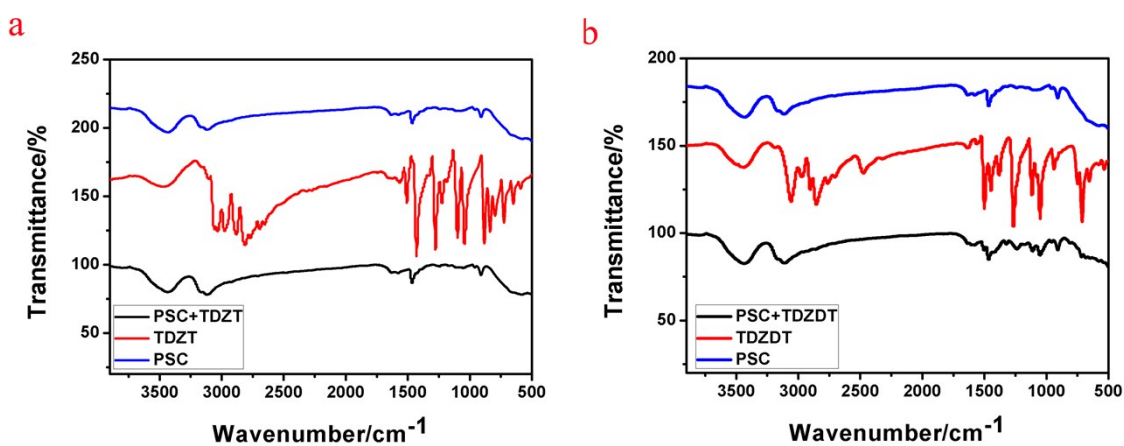 a
250
200
150
100
50
Transmittance/%
PSC+TDZT
TDZT
PSC
3500 3000 2500 2000 1500 1000 500
Wavenumber/cm-1
b
200
150
100
50
Transmittance/%
PSC+TDZDT
TDZDT
PSC
3500 3000 2500 2000 1500 1000 500
Wavenumber/cm-1